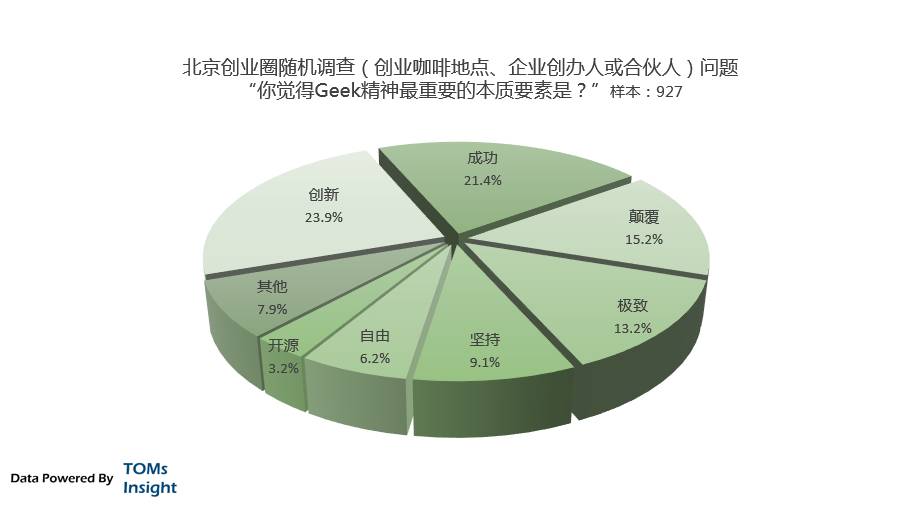 北京创业圈随机调查（创业咖啡地点、企业创办人或合伙人）问题
“你觉得Geek精神最重要的本质要素是？”样本：927
成功
21.4%
创新
23.9%
颠覆
15.2%
其他
7.9%
极致
13.2%
开源
3.2%
自由
6.2%
坚持
9.1%
Data Powered By
TOMs
Insight